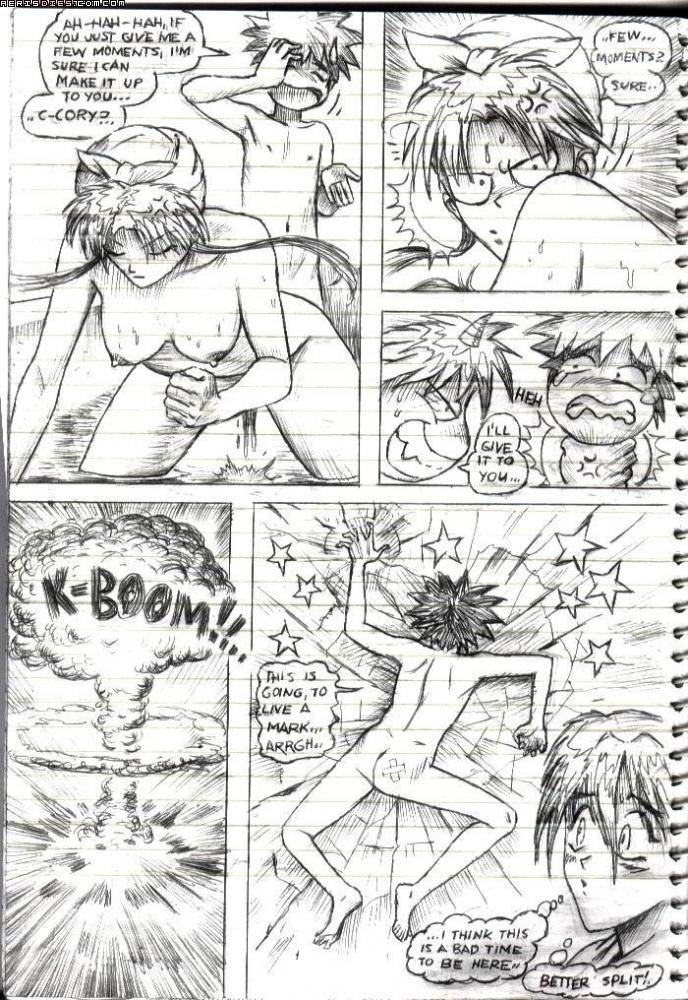 AERISDIES.COM
AH-HAH-HAH, IF
YOU JUST GIVE ME A
FEW MOMENTS, I'M
SURE I CAN
MAKE IT UP
TO YOU...
.. C-CORY?..
..FEW..
MOMENTS?
SURE..
HEH
I'LL
GIVE
IT TO
YOU...
K-BOOM!!..
THIS IS
GOING, TO
LIVE A
MARK...
ARRGH..
...I THINK THIS
IS A BAD TIME
TO BE HERE..
BETTER SPLIT!.